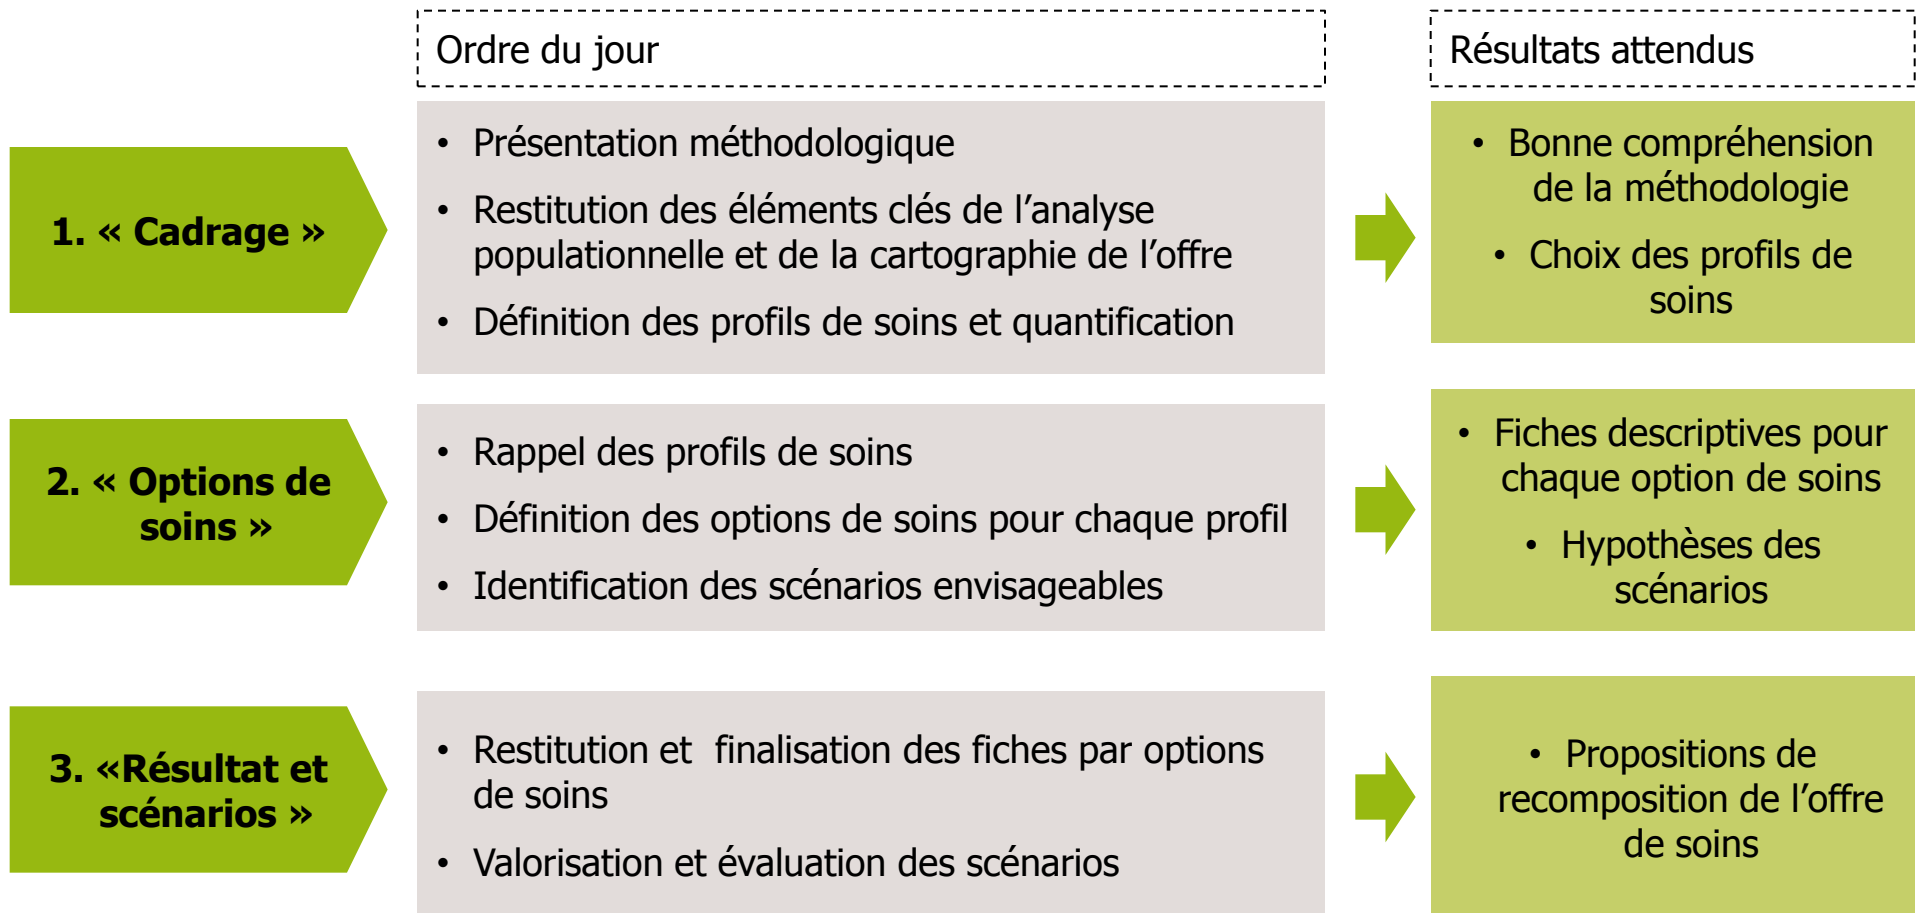 Ordre du jour
Résultats attendus
1. « Cadrage »
• Présentation méthodologique
• Restitution des éléments clés de l’analyse
populationnelle et de la cartographie de l’offre
• Définition des profils de soins et quantification
• Bonne compréhension
de la méthodologie
• Choix des profils de
soins
2. « Options de
soins »
• Rappel des profils de soins
• Définition des options de soins pour chaque profil
• Identification des scénarios envisageables
• Fiches descriptives pour
chaque option de soins
• Hypothèses des
scénarios
3. «Résultat et
scénarios »
• Restitution et  finalisation des fiches par options
de soins
• Valorisation et évaluation des scénarios
• Propositions de
recomposition de l’offre
de soins